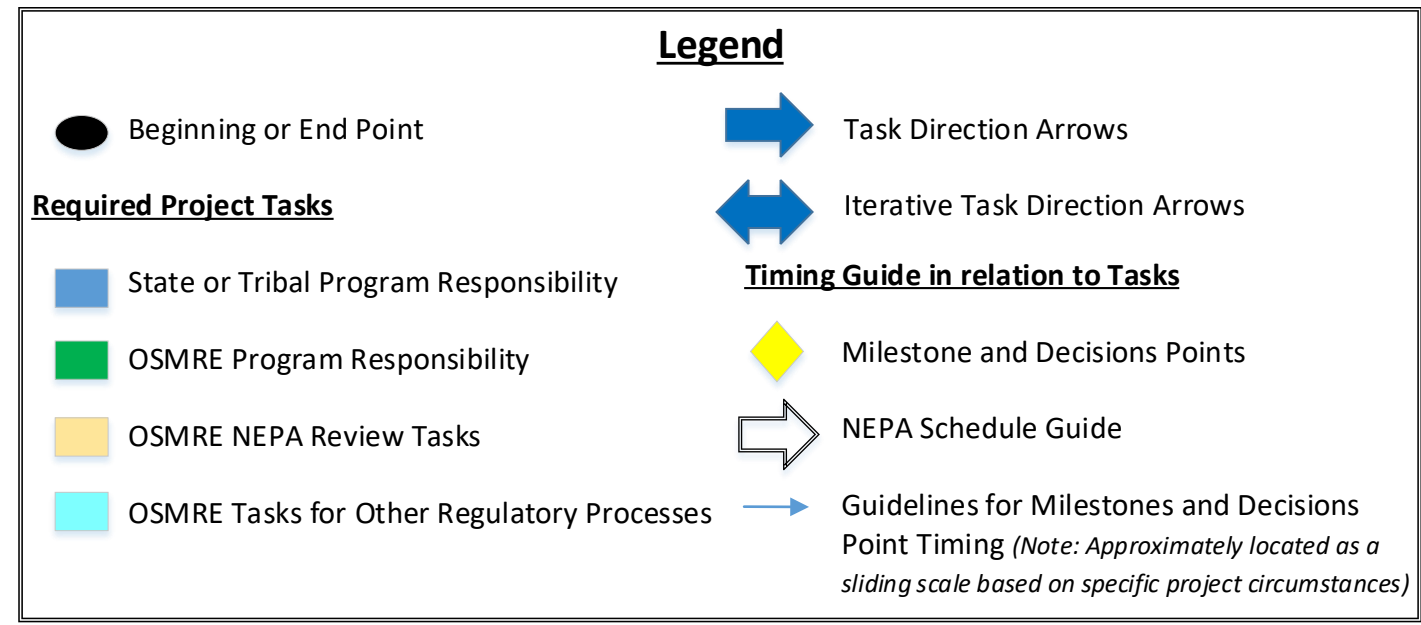 Legend
Beginning or End Point
Required Project Tasks
State or Tribal Program Responsibility
OSMRE Program Responsibility
OSMRE NEPA Review Tasks
OSMRE Tasks for Other Regulatory Processes
Task Direction Arrows
Iterative Task Direction Arrows
Timing Guide in relation to Tasks
Milestone and Decisions Points
NEPA Schedule Guide
Guidelines for Milestones and Decisions
Point Timing (Note: Approximately located as a
sliding scale based on specific project circumstances)